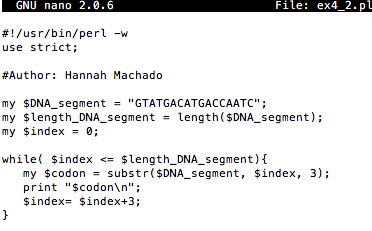 GNU nano 2.0.6 File: ex4_2.pl
#!/usr/bin/perl -w
use strict;
#Author: Hannah Machado
my $DNA_segment = "GTATGACATGACCAATC";
my $length_DNA_segment = length($DNA_segment);
my $index = 0;
while( $index <= $length_DNA_segment){
   my $codon = substr($DNA_segment, $index, 3);
   print "$codon\n";
   $index= $index+3;
}